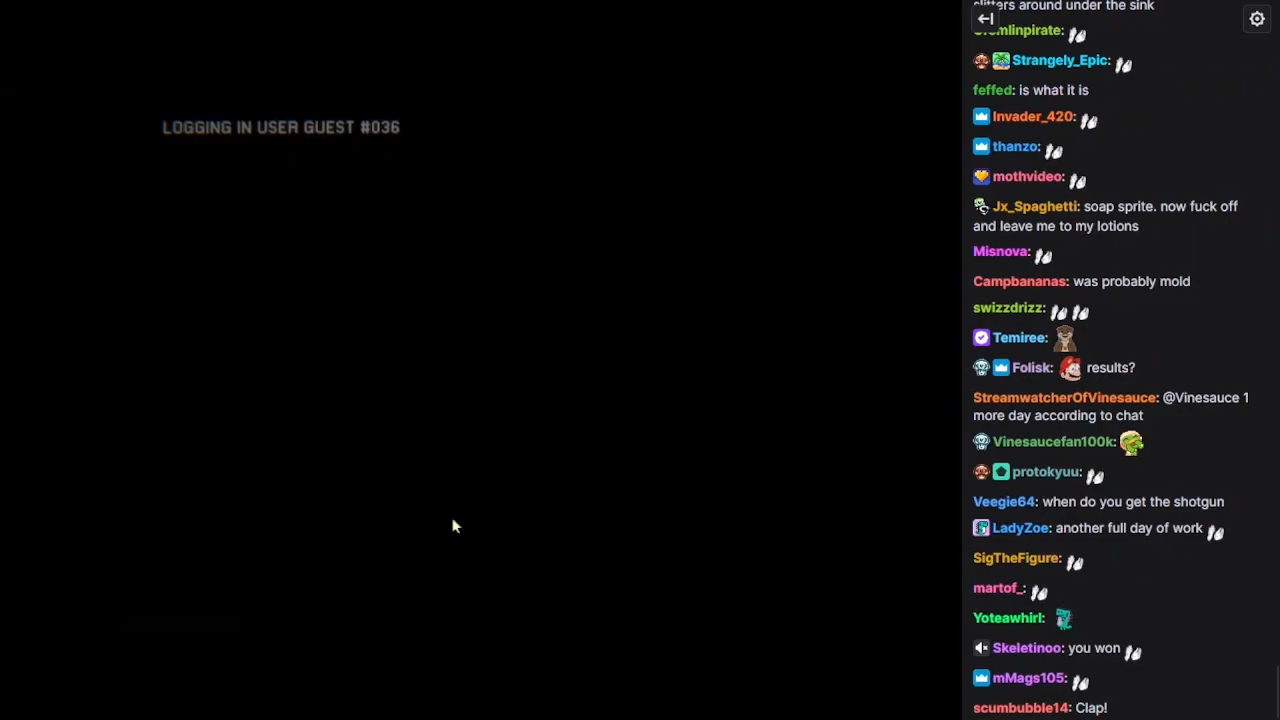 LOGGING IN USER GUEST #036
slitters around under the sink
Gremlinpirate:
Strangely_Epic:
feffed: is what it is
Invader_420:
thanzo:
mothvideo:
Jx_Spaghetti: soap sprite. now fuck off
and leave me to my lotions
Misnova:
Campbananas: was probably mold
swizzdrizz:
Temiree:
Folisk: results?
StreamwatcherOfVinesauce: @Vinesauce 1
more day according to chat
Vinesaucefan100k:
protokyuu:
Veegie64: when do you get the shotgun
LadyZoe: another full day of work
SigTheFigure:
martof_:
Yoteawhirl:
Skeletinoo: you won
mMags105:
scumbubble14: Clap!